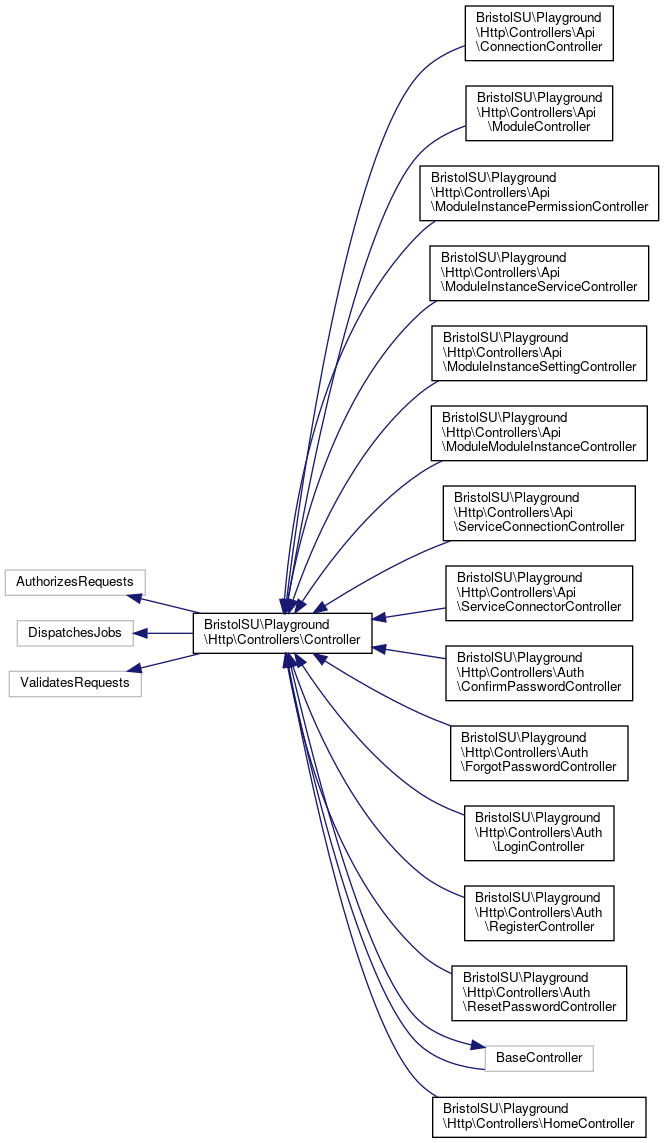 BristolSU\Playground
\Http\Controllers\Api
\ConnectionController
BristolSU\Playground
\Http\Controllers\Api
\ModuleController
BristolSU\Playground
\Http\Controllers\Api
\ModuleInstancePermissionController
BristolSU\Playground
\Http\Controllers\Api
\ModuleInstanceServiceController
BristolSU\Playground
\Http\Controllers\Api
\ModuleInstanceSettingController
BristolSU\Playground
\Http\Controllers\Api
\ModuleModuleInstanceController
BristolSU\Playground
\Http\Controllers\Api
\ServiceConnectionController
AuthorizesRequests
DispatchesJobs
ValidatesRequests
BristolSU\Playground
\Http\Controllers\Controller
BristolSU\Playground
\Http\Controllers\Api
\ServiceConnectorController
BristolSU\Playground
\Http\Controllers\Auth
\ConfirmPasswordController
BristolSU\Playground
\Http\Controllers\Auth
\ForgotPasswordController
BristolSU\Playground
\Http\Controllers\Auth
\LoginController
BristolSU\Playground
\Http\Controllers\Auth
\RegisterController
BristolSU\Playground
\Http\Controllers\Auth
\ResetPasswordController
BaseController
BristolSU\Playground
\Http\Controllers\HomeController